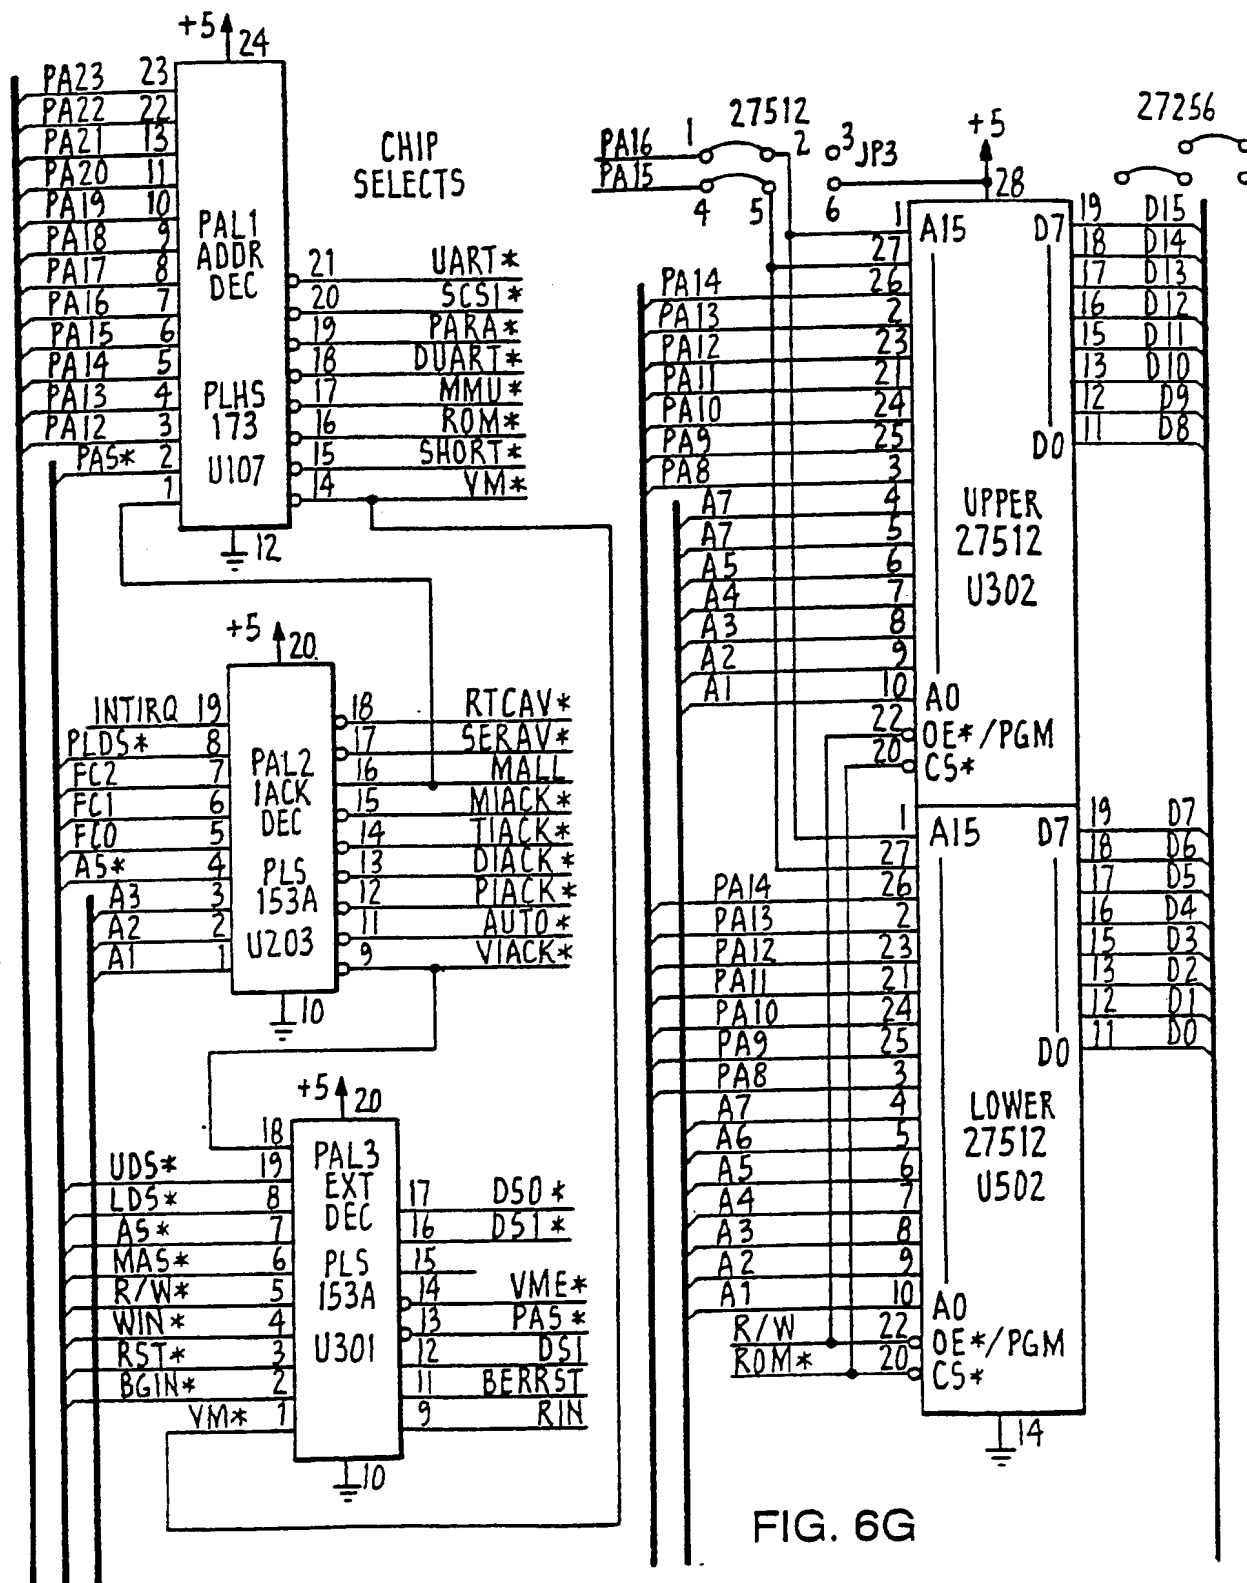 +5 24
PA23 23
PA22 22
PA21 13
PA20 11
PA19 10
PA18 9
PA17 8
PA16 7
PA15 6
PA14 5
PA13 4
PA12 3
PAS* 2
1
PAL1
ADDR
DEC
PLHS
173
U107
12
CHIP
SELECTS
21 UART*
20 SCSI*
19 PARA*
18 DUART*
17 MMU*
16 ROM*
15 SHORT*
14 VM*
+5 20
INTIRQ 19
PLDS* 8
FC2 7
FC1 6
FC0 5
AS* 4
A3 3
A2 2
A1 1
PAL2
IACK
DEC
PLS
153A
U203
10
18 RTCAV*
17 SERAV*
16 MALL
15 MIACK*
14 TIACK*
13 DIACK*
12 PIACK*
11 AUTO*
9 VIACK*
+5 20
18
UDS* 19
LDS* 8
AS* 7
MAS* 6
R/W* 5
WIN* 4
RST* 3
BGIN* 2
VM* 1
PAL3
EXT
DEC
PLS
153A
U301
10
17 DS0*
16 DS1*
15
14 VME*
13 PAS*
12 DS1
11 BERRST
9 RIN
27512
PA16 1 2 3 JP3
PA15 4 5 6
+5
28
27256
1
27
PA14 26
PA13 2
PA12 23
PA11 21
PA10 24
PA9 25
PA8 3
A7 4
A7 5
A5 6
A4 7
A3 8
A2 9
A1 10
22
20
A15 D7
D0
UPPER
27512
U302
A0
OE*/PGM
CS*
19 D15
18 D14
17 D13
16 D12
15 D11
13 D10
12 D9
11 D8
1
27
PA14 26
PA13 2
PA12 23
PA11 21
PA10 24
PA9 25
PA8 3
A7 4
A6 5
A5 6
A4 7
A3 8
A2 9
A1 10
R/W 22
ROM* 20
A15 D7
D0
LOWER
27512
U502
A0
OE*/PGM
CS*
14
19 D7
18 D6
17 D5
16 D4
15 D3
13 D2
12 D1
11 D0
FIG. 6G